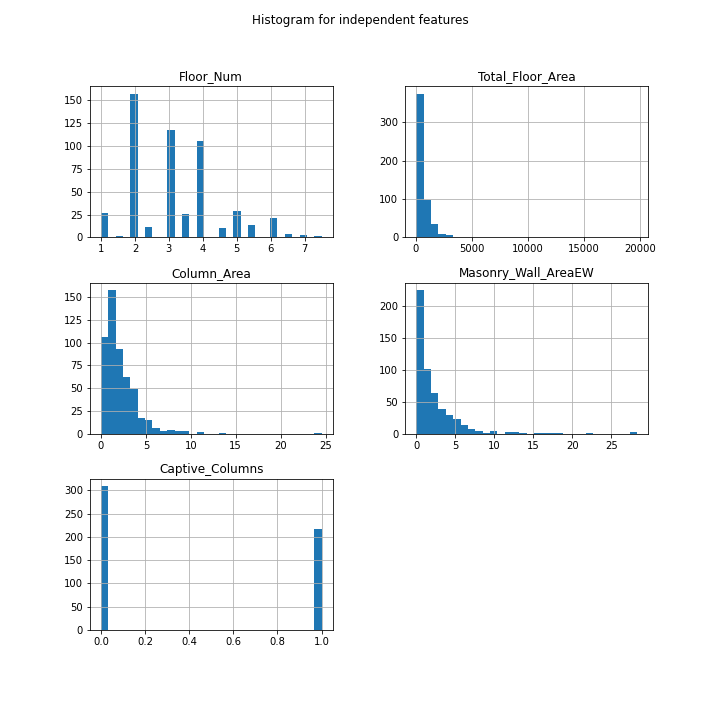 Histogram for independent features
Floor_Num
150
125
100
75
50
25
0
1 2 3 4 5 6 7
Total_Floor_Area
300
200
100
0
0 5000 10000 15000 20000
Column_Area
150
125
100
75
50
25
0
0 5 10 15 20 25
Masonry_Wall_AreaEW
200
150
100
50
0
0 5 10 15 20 25
Captive_Columns
300
250
200
150
100
50
0
0.0 0.2 0.4 0.6 0.8 1.0